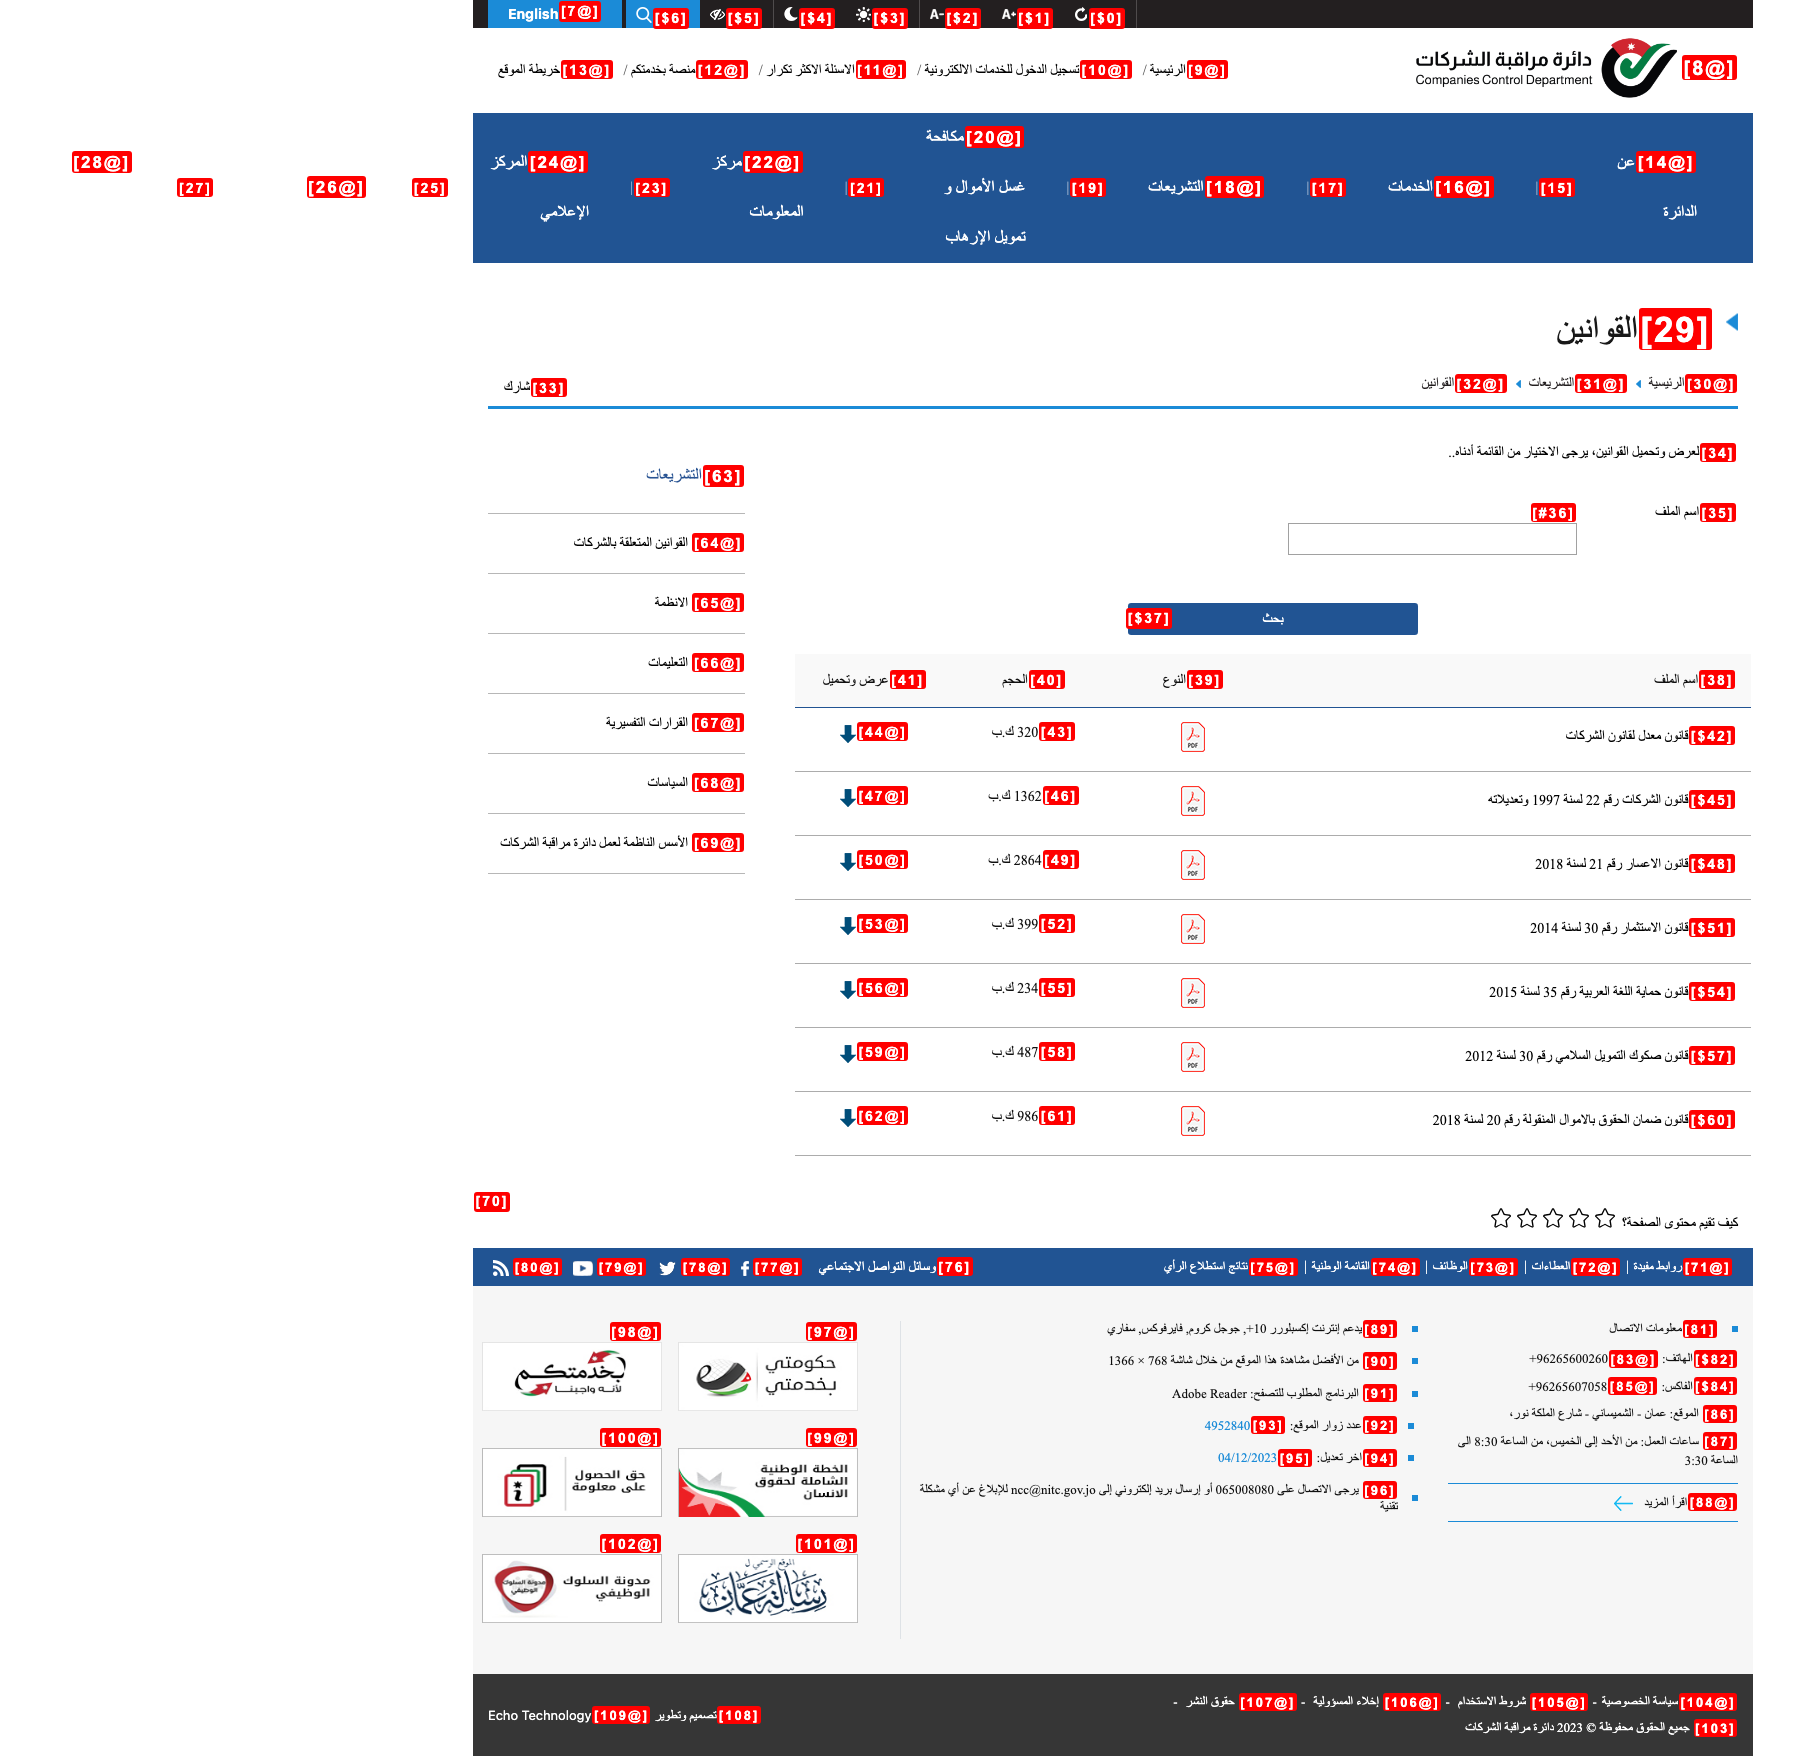 English [@7] [$6] [$5] [$4] [$3] A- [$2] A+ [$1] [$0]
[@8] دائرة مراقبة الشركات
Companies Control Department
[@9] الرئيسية / [@10] تسجيل الدخول للخدمات الالكترونية / [@11] الاسئلة الاكثر تكرار / [@12] منصة بخدمتكم / [@13] خريطة الموقع
[@14] عن الدائرة
[15] |
[@16] الخدمات
[17] |
[@18] التشريعات
[19] |
[@20] مكافحة
غسل الأموال و
تمويل الإرهاب
[21] |
[@22] مركز
المعلومات
[23] |
[@24] المركز
الإعلامي
[25]
[@26]
[27]
[@28]
[29] القوانين
[@30] الرئيسية [@31] التشريعات [@32] القوانين
[33] شارك
[34] لعرض وتحميل القوانين، يرجى الاختيار من القائمة أدناه..
[35] اسم الملف [#36]
[$37] بحث
[38] اسم الملف [39] النوع [40] الحجم [41] عرض وتحميل
[$42] قانون معدل لقانون الشركات PDF [43] 320 ك.ب [@44]
[$45] قانون الشركات رقم 22 لسنة 1997 وتعديلاته PDF [46] 1362 ك.ب [@47]
[$48] قانون الاعسار رقم 21 لسنة 2018 PDF [49] 2864 ك.ب [@50]
[$51] قانون الاستثمار رقم 30 لسنة 2014 PDF [52] 399 ك.ب [@53]
[$54] قانون حماية اللغة العربية رقم 35 لسنة 2015 PDF [55] 234 ك.ب [@56]
[$57] قانون صكوك التمويل السلامي رقم 30 لسنة 2012 PDF [58] 487 ك.ب [@59]
[$60] قانون ضمان الحقوق بالاموال المنقولة رقم 20 لسنة 2018 PDF [61] 986 ك.ب [@62]
[63] التشريعات
[@64] القوانين المتعلقة بالشركات
[@65] الانظمة
[@66] التعليمات
[@67] القرارات التفسيرية
[@68] السياسات
[@69] الأسس الناظمة لعمل دائرة مراقبة الشركات
[70]
كيف تقيم محتوى الصفحة؟
[@71] روابط مفيدة | [@72] العطاءات | [@73] الوظائف | [@74] القائمة الوطنية | [@75] نتائج استطلاع الرأي
[76] وسائل التواصل الاجتماعي [@77] [@78] [@79] [@80]
[81] معلومات الاتصال
[$82] الهاتف: [@83] 96265600260+
[$84] الفاكس: [@85] 96265607058+
[86] الموقع: عمان - الشميساني - شارع الملكة نور،
[87] ساعات العمل: من الأحد إلى الخميس، من الساعة 8:30 الى
الساعة 3:30
[@88] اقرأ المزيد
[89] يدعم إنترنت إكسبلورر 10+, جوجل كروم, فايرفوكس, سفاري
[90] من الأفضل مشاهدة هذا الموقع من خلال شاشة 768 × 1366
[91] البرنامج المطلوب للتصفح: Adobe Reader
[92] عدد زوار الموقع: [93] 4952840
[94] اخر تعديل: [95] 04/12/2023
[96] يرجى الاتصال على 065008080 أو إرسال بريد إلكتروني إلى ncc@nitc.gov.jo للإبلاغ عن أي مشكلة
تقنية
[@97] حكومتي
بخدمتي
[@98] بخدمتكم
لأنه واجبنا
[@99] الخطة الوطنية
الشاملة لحقوق
الانسان
[@100] حق الحصول
على معلومة
[@101] الموقع الرسمي ل
رسالة عمان
[@102] مدونة السلوك
الوظيفي
[@104] سياسة الخصوصية - [@105] شروط الاستخدام - [@106] إخلاء المسؤولية - [@107] حقوق النشر -
[103] جميع الحقوق محفوظة © 2023 دائرة مراقبة الشركات
[108] تصميم وتطوير [@109] Echo Technology